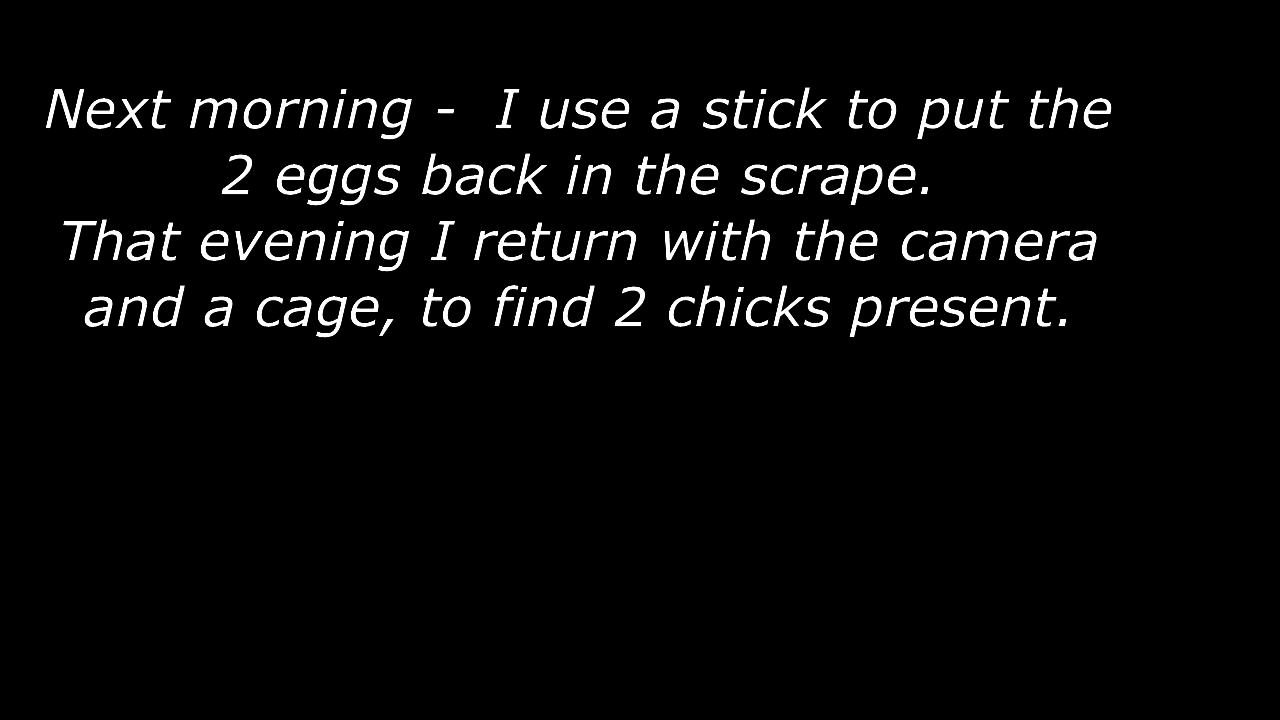 Next morning -  I use a stick to put the
2 eggs back in the scrape.
That evening I return with the camera
and a cage, to find 2 chicks present.